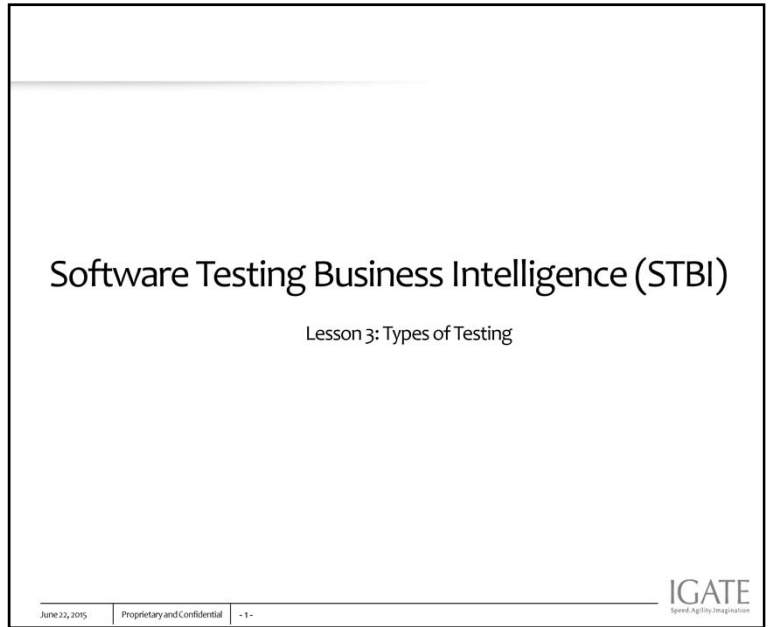 Software Testing Business Intelligence (STBI)
Lesson 3: Types of Testing
June 22, 2015 Proprietary and Confidential - 1 -
IGATE
Speed.Agility.Imagination